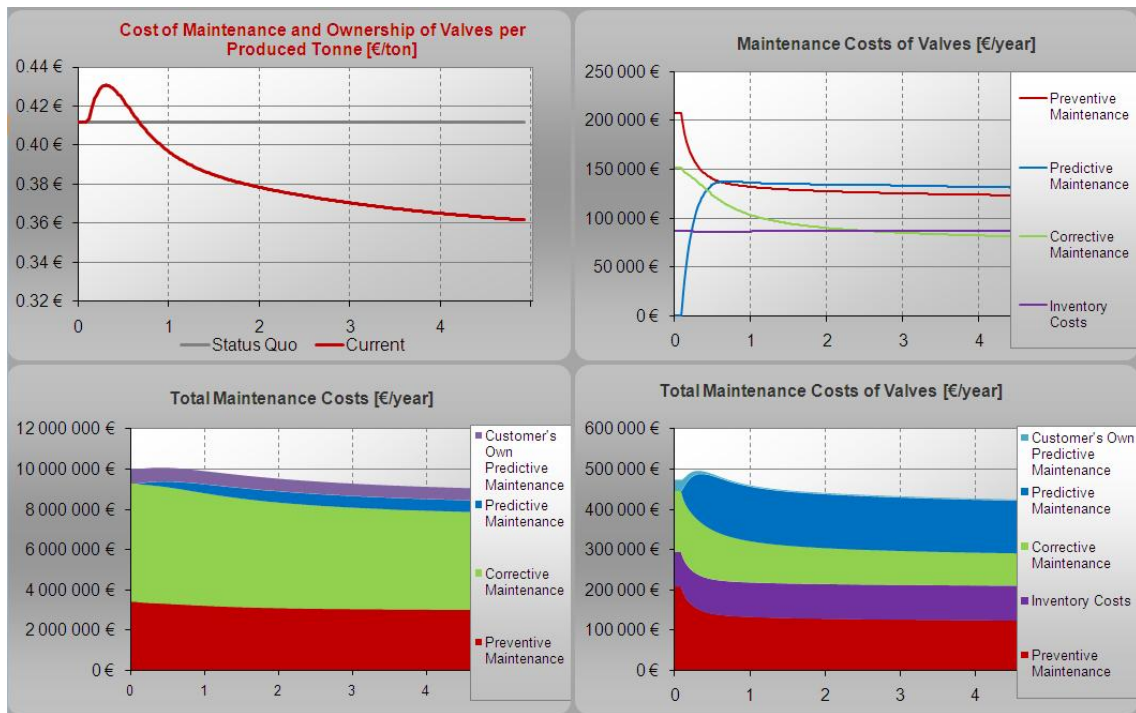 Cost of Maintenance and Ownership of Valves per
Produced Tonne [€/ton]
0.44 €
0.42 €
0.40 €
0.38 €
0.36 €
0.34 €
0.32 €
0
1
2
3
4
Status Quo
Current
Maintenance Costs of Valves [€/year]
250 000 €
200 000 €
150 000 €
100 000 €
50 000 €
0 €
0
1
2
3
4
Preventive
Maintenance
Predictive
Maintenance
Corrective
Maintenance
Inventory
Costs
Total Maintenance Costs [€/year]
12 000 000 €
10 000 000 €
8 000 000 €
6 000 000 €
4 000 000 €
2 000 000 €
0 €
0
1
2
3
4
Customer's
Own
Predictive
Maintenance
Predictive
Maintenance
Corrective
Maintenance
Preventive
Maintenance
Total Maintenance Costs of Valves [€/year]
600 000 €
500 000 €
400 000 €
300 000 €
200 000 €
100 000 €
0 €
0
1
2
3
4
Customer's Own
Predictive
Maintenance
Predictive
Maintenance
Corrective
Maintenance
Inventory Costs
Preventive
Maintenance